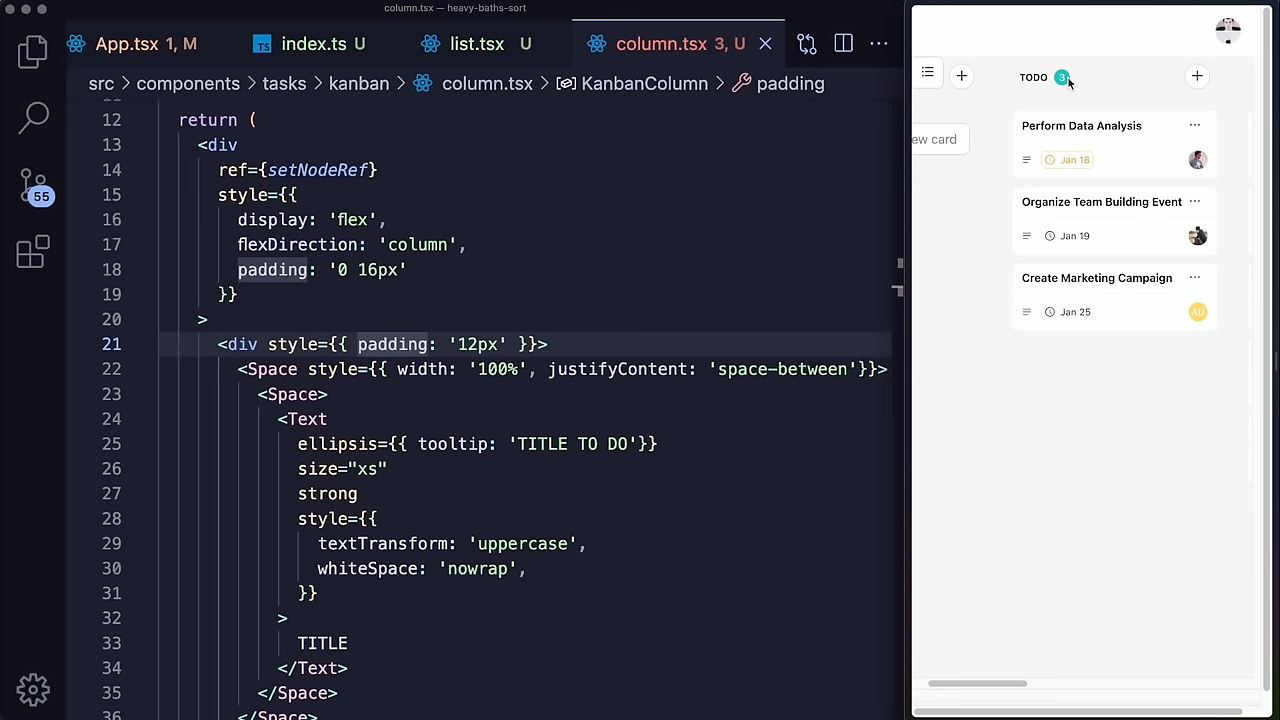 column.tsx — heavy-baths-sort
App.tsx 1, M
TS index.ts U
list.tsx U
column.tsx 3, U
src > components > tasks > kanban > column.tsx > KanbanColumn > padding
12 return (
13 <div
14 ref={setNodeRef}
15 style={{
16 display: 'flex',
17 flexDirection: 'column',
18 padding: '0 16px'
19 }}
20 >
21 <div style={{ padding: '12px' }}>
22 <Space style={{ width: '100%', justifyContent: 'space-between'}}>
23 <Space>
24 <Text
25 ellipsis={{ tooltip: 'TITLE TO DO'}}
26 size="xs"
27 strong
28 style={{
29 textTransform: 'uppercase',
30 whiteSpace: 'nowrap',
31 }}
32 >
33 TITLE
34 </Text>
35 </Space>
36 </Space>
55
TODO 3
ew card
Perform Data Analysis
Jan 18
Organize Team Building Event
Jan 19
Create Marketing Campaign
Jan 25
AU